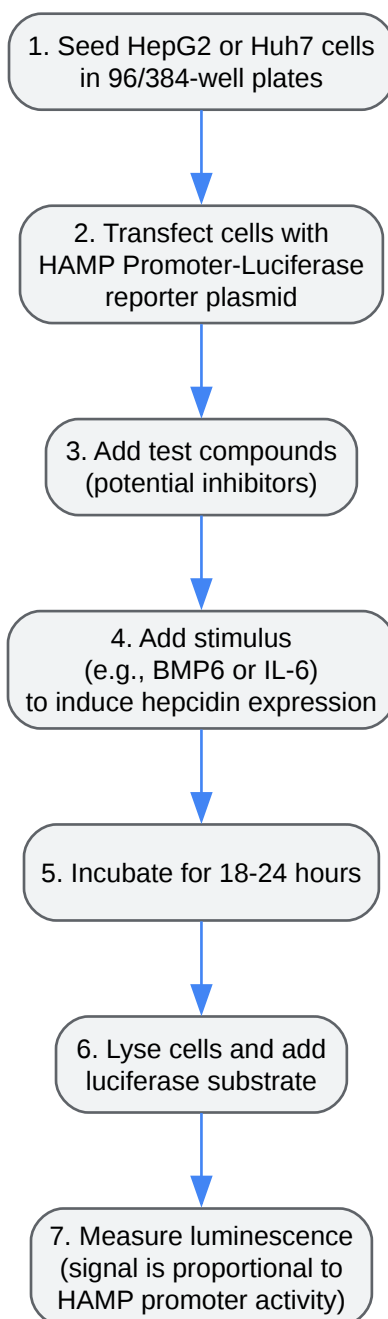 1. Seed HepG2 or Huh7 cells
in 96/384-well plates
2. Transfect cells with
HAMP Promoter-Luciferase
reporter plasmid
3. Add test compounds
(potential inhibitors)
4. Add stimulus
(e.g., BMP6 or IL-6)
to induce hepcidin expression
5. Incubate for 18-24 hours
6. Lyse cells and add
luciferase substrate
7. Measure luminescence
(signal is proportional to
HAMP promoter activity)